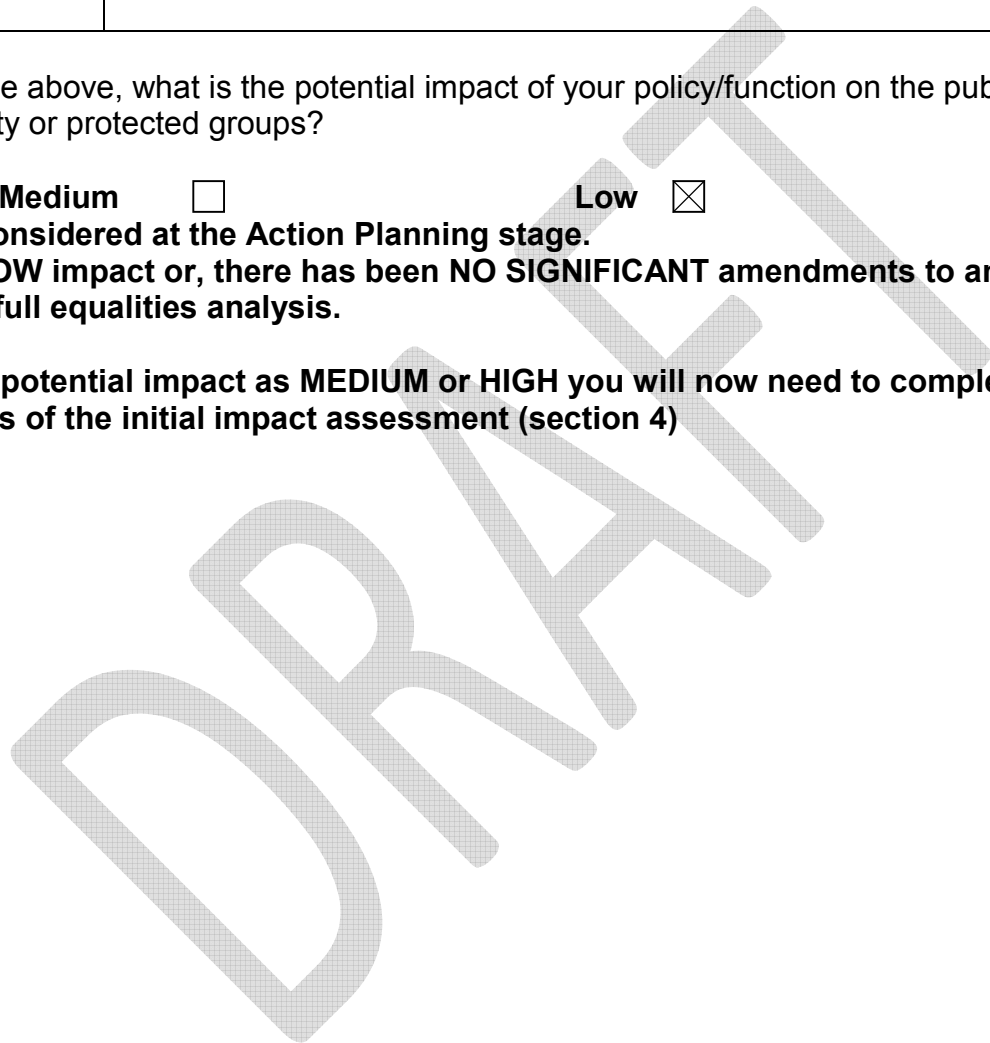 e above, what is the potential impact of your policy/function on the pub
ty or protected groups?
Medium ☐ Low ☒
onsidered at the Action Planning stage.
OW impact or, there has been NO SIGNIFICANT amendments to an
full equalities analysis.
potential impact as MEDIUM or HIGH you will now need to comple
s of the initial impact assessment (section 4)
DRAFT